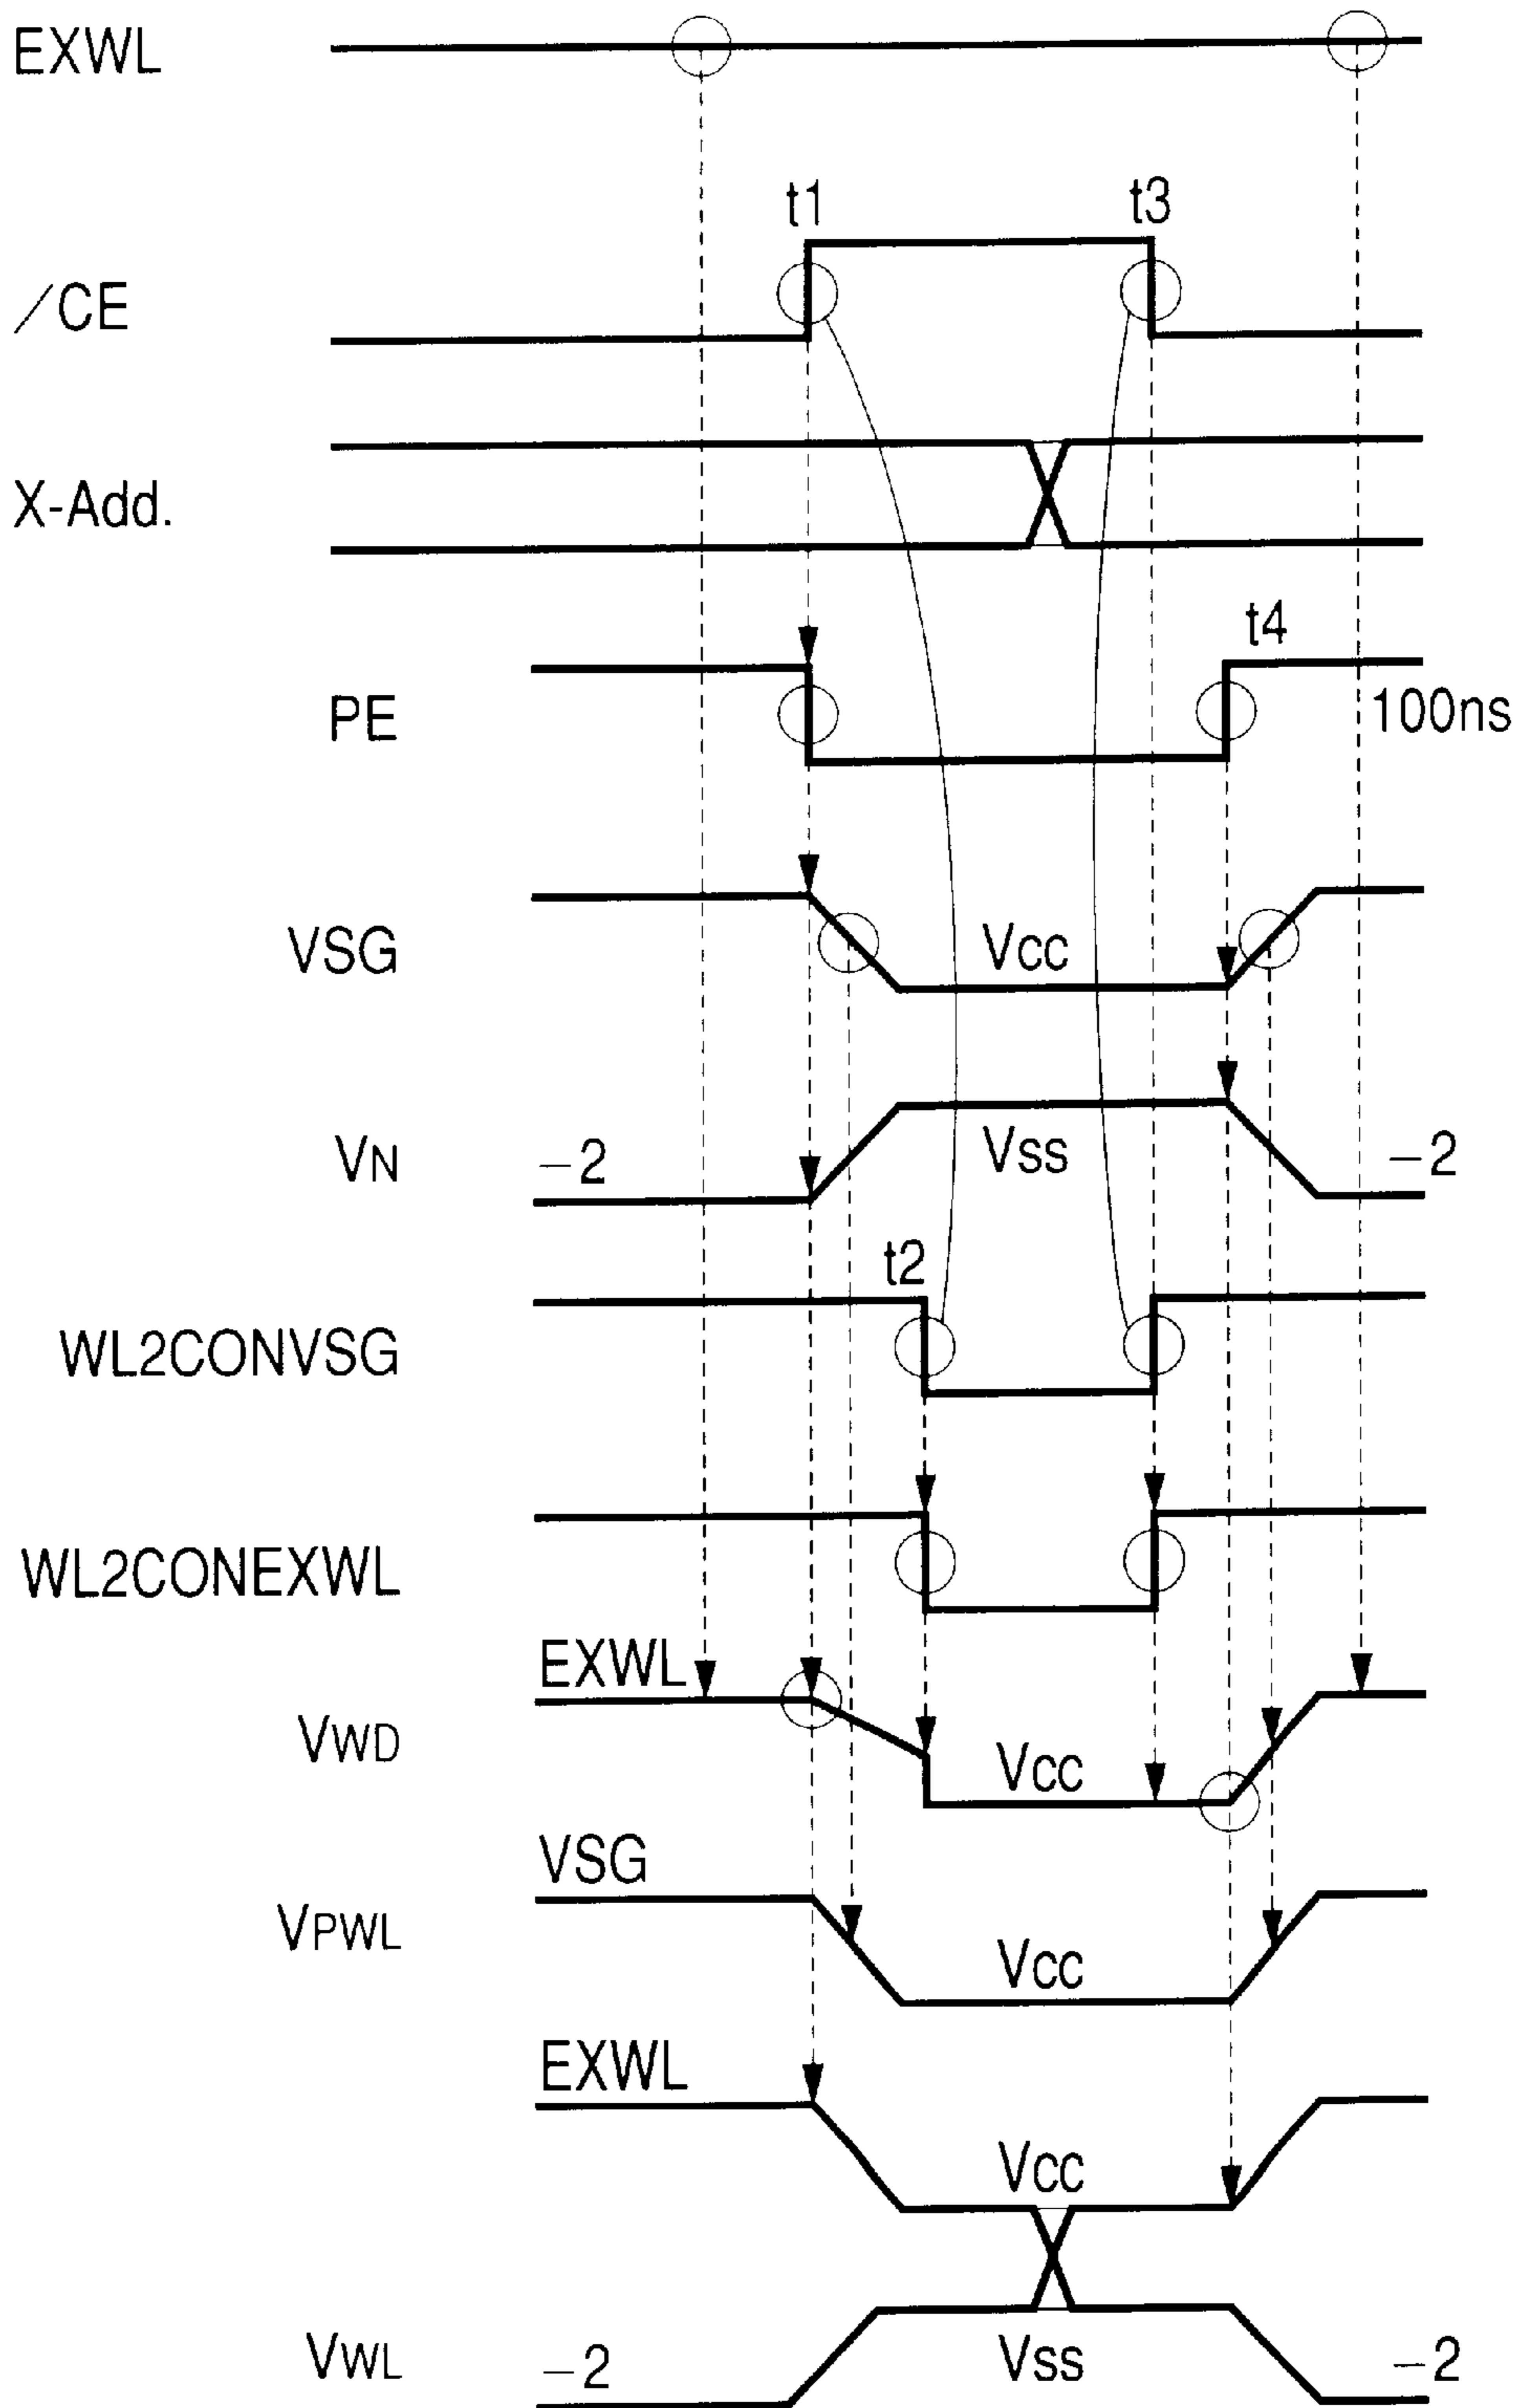 EXWL
t1 t3
/CE
X-Add.
t4
PE 100ns
VSG VCC
VN -2 VSS -2
t2
WL2CONVSG
WL2CONEXWL
EXWL
VWD VCC
VSG
VPWL VCC
EXWL
VCC
VWL -2 VSS -2